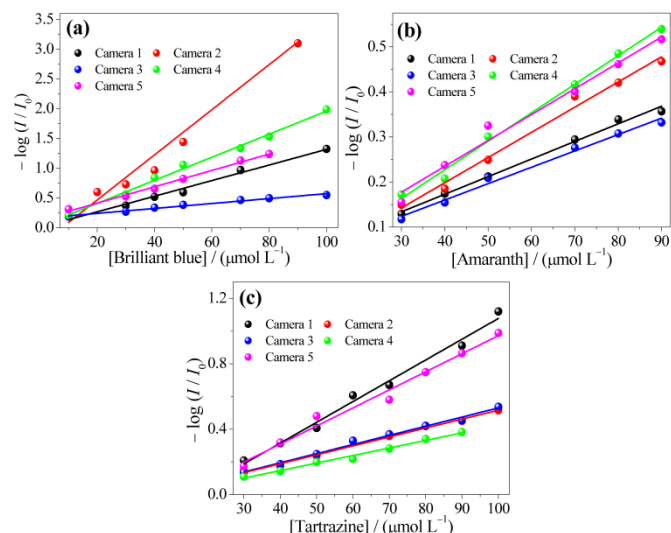 (a)
Camera 1
Camera 2
Camera 3
Camera 4
Camera 5
3.5
3.0
2.5
2.0
1.5
1.0
0.5
0.0
− log (I / I0)
20 40 60 80 100
[Brilliant blue] / (μmol L−1)
(b)
Camera 1
Camera 2
Camera 3
Camera 4
Camera 5
0.5
0.4
0.3
0.2
0.1
− log (I / I0)
30 40 50 60 70 80 90
[Amaranth] / (μmol L−1)
(c)
Camera 1
Camera 2
Camera 3
Camera 4
Camera 5
1.2
0.8
0.4
0.0
− log (I / I0)
30 40 50 60 70 80 90 100
[Tartrazine] / (μmol L−1)